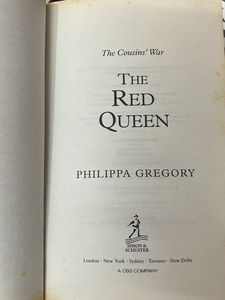 The Cousins' War
THE
RED
QUEEN
PHILIPPA GREGORY
SIMON &
SCHUSTER
London · New York · Sydney · Toronto · New Delhi
A CBS COMPANY